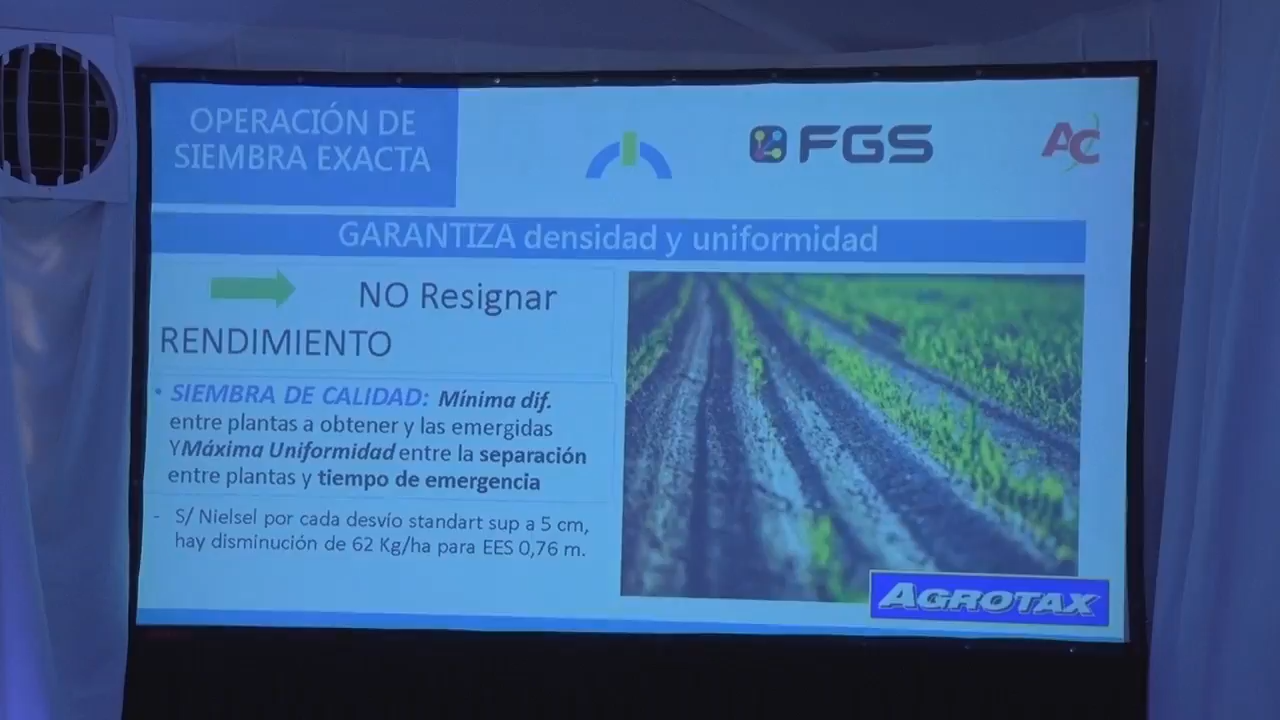 OPERACIÓN DE
SIEMBRA EXACTA
FGS
AC
GARANTIZA densidad y uniformidad
NO Resignar
RENDIMIENTO
• SIEMBRA DE CALIDAD: Mínima dif.
entre plantas a obtener y las emergidas
Y Máxima Uniformidad entre la separación
entre plantas y tiempo de emergencia
- S/ Nielsel por cada desvío standart sup a 5 cm,
hay disminución de 62 Kg/ha para EES 0,76 m.
AGROTAX